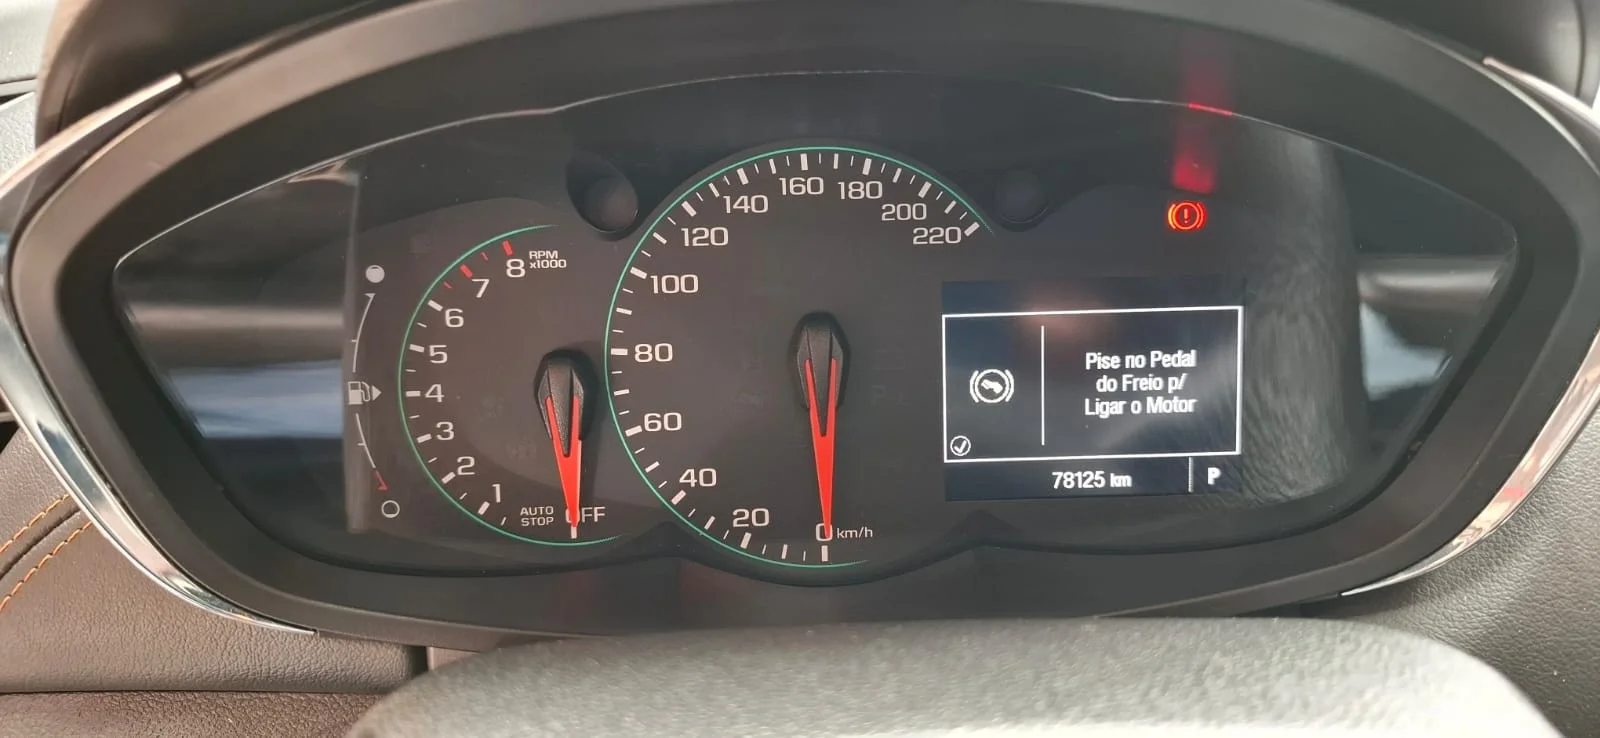 8 RPM
x1000
7
6
5
4
3
2
1
AUTO
STOP
OFF
220
200
180
160
140
120
100
80
60
40
20
0 km/h
Pise no Pedal
do Freio p/
Ligar o Motor
78125 km
P